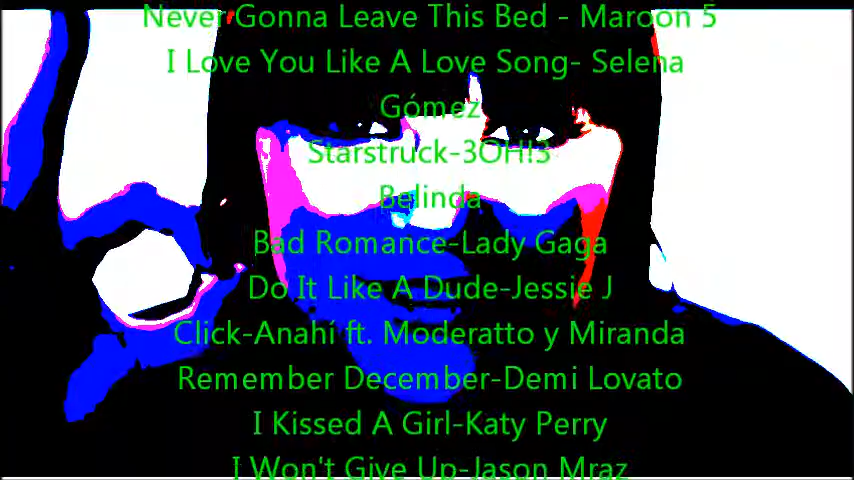 Never Gonna Leave This Bed - Maroon 5
I Love You Like A Love Song- Selena
Gómez
Starstruck-3OH!3
Belinda
Bad Romance-Lady Gaga
Do It Like A Dude-Jessie J
Click-Anahí ft. Moderatto y Miranda
Remember December-Demi Lovato
I Kissed A Girl-Katy Perry
I Won't Give Up-Jason Mraz